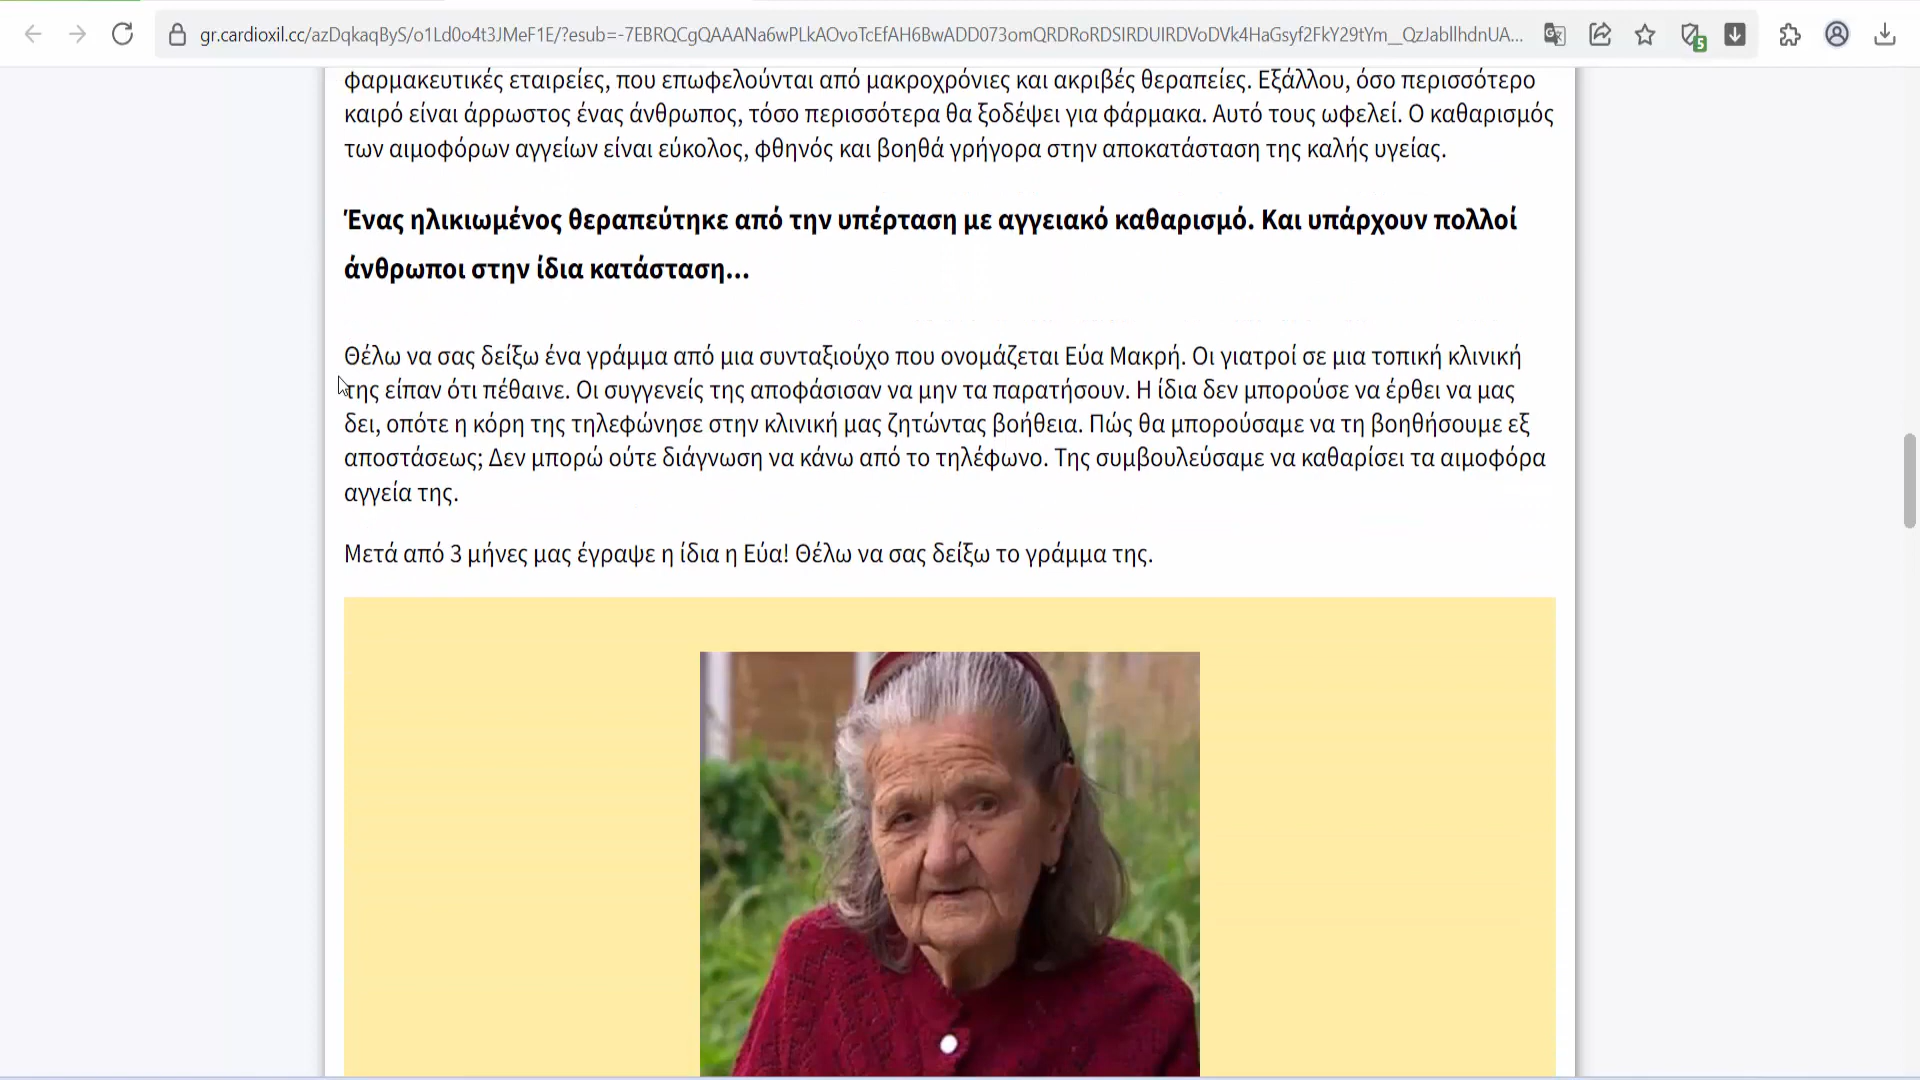 gr.cardioxil.cc/azDqkaqByS/o1Ld0o4t3JMeF1E/?esub=-7EBRQCgQAAANa6wPLkAOvoTcEfAH6BwADD073omQRDRoRDSIRDUIRDVoDVk4HaGsyf2FkY29tYm__QzJabllhdnUA...
5
φαρμακευτικές εταιρείες, που επωφελούνται από μακροχρόνιες και ακριβές θεραπείες. Εξάλλου, όσο περισσότερο
καιρό είναι άρρωστος ένας άνθρωπος, τόσο περισσότερα θα ξοδέψει για φάρμακα. Αυτό τους ωφελεί. Ο καθαρισμός
των αιμοφόρων αγγείων είναι εύκολος, φθηνός και βοηθά γρήγορα στην αποκατάσταση της καλής υγείας.
Ένας ηλικιωμένος θεραπεύτηκε από την υπέρταση με αγγειακό καθαρισμό. Και υπάρχουν πολλοί
άνθρωποι στην ίδια κατάσταση...
Θέλω να σας δείξω ένα γράμμα από μια συνταξιούχο που ονομάζεται Εύα Μακρή. Οι γιατροί σε μια τοπική κλινική
της είπαν ότι πέθαινε. Οι συγγενείς της αποφάσισαν να μην τα παρατήσουν. Η ίδια δεν μπορούσε να έρθει να μας
δει, οπότε η κόρη της τηλεφώνησε στην κλινική μας ζητώντας βοήθεια. Πώς θα μπορούσαμε να τη βοηθήσουμε εξ
αποστάσεως; Δεν μπορώ ούτε διάγνωση να κάνω από το τηλέφωνο. Της συμβουλεύσαμε να καθαρίσει τα αιμοφόρα
αγγεία της.
Μετά από 3 μήνες μας έγραψε η ίδια η Εύα! Θέλω να σας δείξω το γράμμα της.